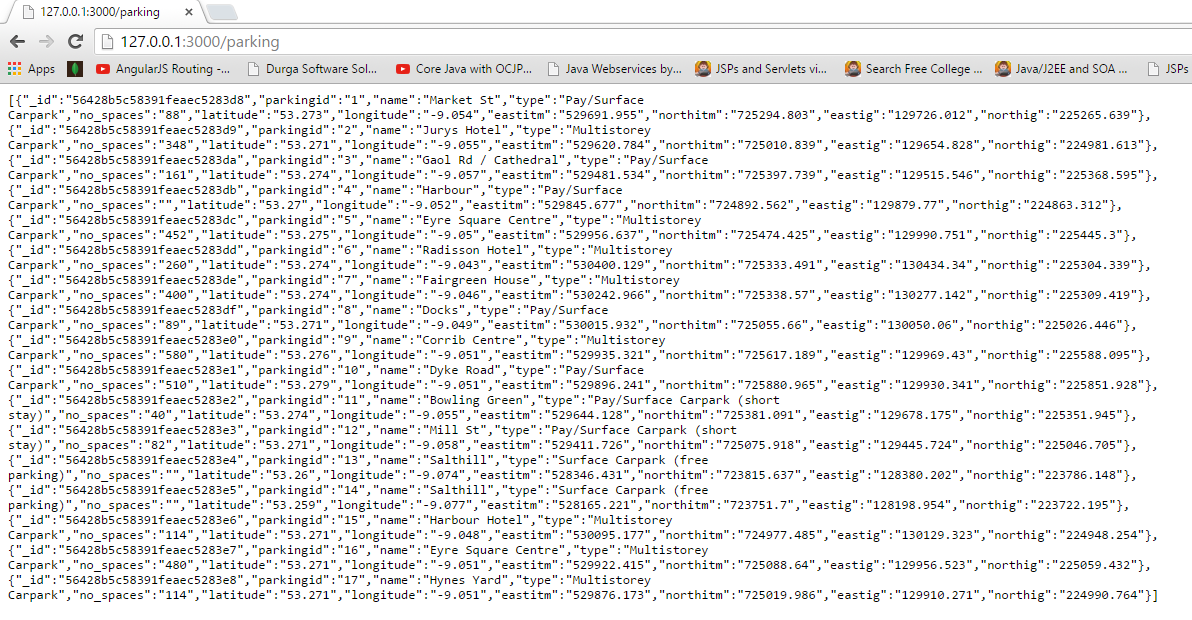 127.0.0.1:3000/parking
127.0.0.1:3000/parking
Apps AngularJS Routing -... Durga Software Sol... Core Java with OCJP... Java Webservices by... JSPs and Servlets vi... Search Free College ... Java/J2EE and SOA ... JSPs
[{"_id":"56428b5c58391feaec5283d8","parkingid":"1","name":"Market St","type":"Pay/Surface
Carpark","no_spaces":"88","latitude":"53.273","longitude":"-9.054","eastitm":"529691.955","northitm":"725294.803","eastig":"129726.012","northig":"225265.639"},
{"_id":"56428b5c58391feaec5283d9","parkingid":"2","name":"Jurys Hotel","type":"Multistorey
Carpark","no_spaces":"348","latitude":"53.271","longitude":"-9.055","eastitm":"529620.784","northitm":"725010.839","eastig":"129654.828","northig":"224981.613"},
{"_id":"56428b5c58391feaec5283da","parkingid":"3","name":"Gaol Rd / Cathedral","type":"Pay/Surface
Carpark","no_spaces":"161","latitude":"53.274","longitude":"-9.057","eastitm":"529481.534","northitm":"725397.739","eastig":"129515.546","northig":"225368.595"},
{"_id":"56428b5c58391feaec5283db","parkingid":"4","name":"Harbour","type":"Pay/Surface
Carpark","no_spaces":"","latitude":"53.27","longitude":"-9.052","eastitm":"529845.677","northitm":"724892.562","eastig":"129879.77","northig":"224863.312"},
{"_id":"56428b5c58391feaec5283dc","parkingid":"5","name":"Eyre Square Centre","type":"Multistorey
Carpark","no_spaces":"452","latitude":"53.275","longitude":"-9.05","eastitm":"529956.637","northitm":"725474.425","eastig":"129990.751","northig":"225445.3"},
{"_id":"56428b5c58391feaec5283dd","parkingid":"6","name":"Radisson Hotel","type":"Multistorey
Carpark","no_spaces":"260","latitude":"53.274","longitude":"-9.043","eastitm":"530400.129","northitm":"725333.491","eastig":"130434.34","northig":"225304.339"},
{"_id":"56428b5c58391feaec5283de","parkingid":"7","name":"Fairgreen House","type":"Multistorey
Carpark","no_spaces":"400","latitude":"53.274","longitude":"-9.046","eastitm":"530242.966","northitm":"725338.57","eastig":"130277.142","northig":"225309.419"},
{"_id":"56428b5c58391feaec5283df","parkingid":"8","name":"Docks","type":"Pay/Surface
Carpark","no_spaces":"89","latitude":"53.271","longitude":"-9.049","eastitm":"530015.932","northitm":"725055.66","eastig":"130050.06","northig":"225026.446"},
{"_id":"56428b5c58391feaec5283e0","parkingid":"9","name":"Corrib Centre","type":"Multistorey
Carpark","no_spaces":"580","latitude":"53.276","longitude":"-9.051","eastitm":"529935.321","northitm":"725617.189","eastig":"129969.43","northig":"225588.095"},
{"_id":"56428b5c58391feaec5283e1","parkingid":"10","name":"Dyke Road","type":"Pay/Surface
Carpark","no_spaces":"510","latitude":"53.279","longitude":"-9.051","eastitm":"529896.241","northitm":"725880.965","eastig":"129930.341","northig":"225851.928"},
{"_id":"56428b5c58391feaec5283e2","parkingid":"11","name":"Bowling Green","type":"Pay/Surface Carpark (short
stay)","no_spaces":"40","latitude":"53.274","longitude":"-9.055","eastitm":"529644.128","northitm":"725381.091","eastig":"129678.175","northig":"225351.945"},
{"_id":"56428b5c58391feaec5283e3","parkingid":"12","name":"Mill St","type":"Pay/Surface Carpark (short
stay)","no_spaces":"82","latitude":"53.271","longitude":"-9.058","eastitm":"529411.726","northitm":"725075.918","eastig":"129445.724","northig":"225046.705"},
{"_id":"56428b5c58391feaec5283e4","parkingid":"13","name":"Salthill","type":"Surface Carpark (free
parking)","no_spaces":"","latitude":"53.26","longitude":"-9.074","eastitm":"528346.431","northitm":"723815.637","eastig":"128380.202","northig":"223786.148"},
{"_id":"56428b5c58391feaec5283e5","parkingid":"14","name":"Salthill","type":"Surface Carpark (free
parking)","no_spaces":"","latitude":"53.259","longitude":"-9.077","eastitm":"528165.221","northitm":"723751.7","eastig":"128198.954","northig":"223722.195"},
{"_id":"56428b5c58391feaec5283e6","parkingid":"15","name":"Harbour Hotel","type":"Multistorey
Carpark","no_spaces":"114","latitude":"53.271","longitude":"-9.048","eastitm":"530095.177","northitm":"724977.485","eastig":"130129.323","northig":"224948.254"},
{"_id":"56428b5c58391feaec5283e7","parkingid":"16","name":"Eyre Square Centre","type":"Multistorey
Carpark","no_spaces":"480","latitude":"53.271","longitude":"-9.051","eastitm":"529922.415","northitm":"725088.64","eastig":"129956.523","northig":"225059.432"},
{"_id":"56428b5c58391feaec5283e8","parkingid":"17","name":"Hynes Yard","type":"Multistorey
Carpark","no_spaces":"114","latitude":"53.271","longitude":"-9.051","eastitm":"529876.173","northitm":"725019.986","eastig":"129910.271","northig":"224990.764"}]